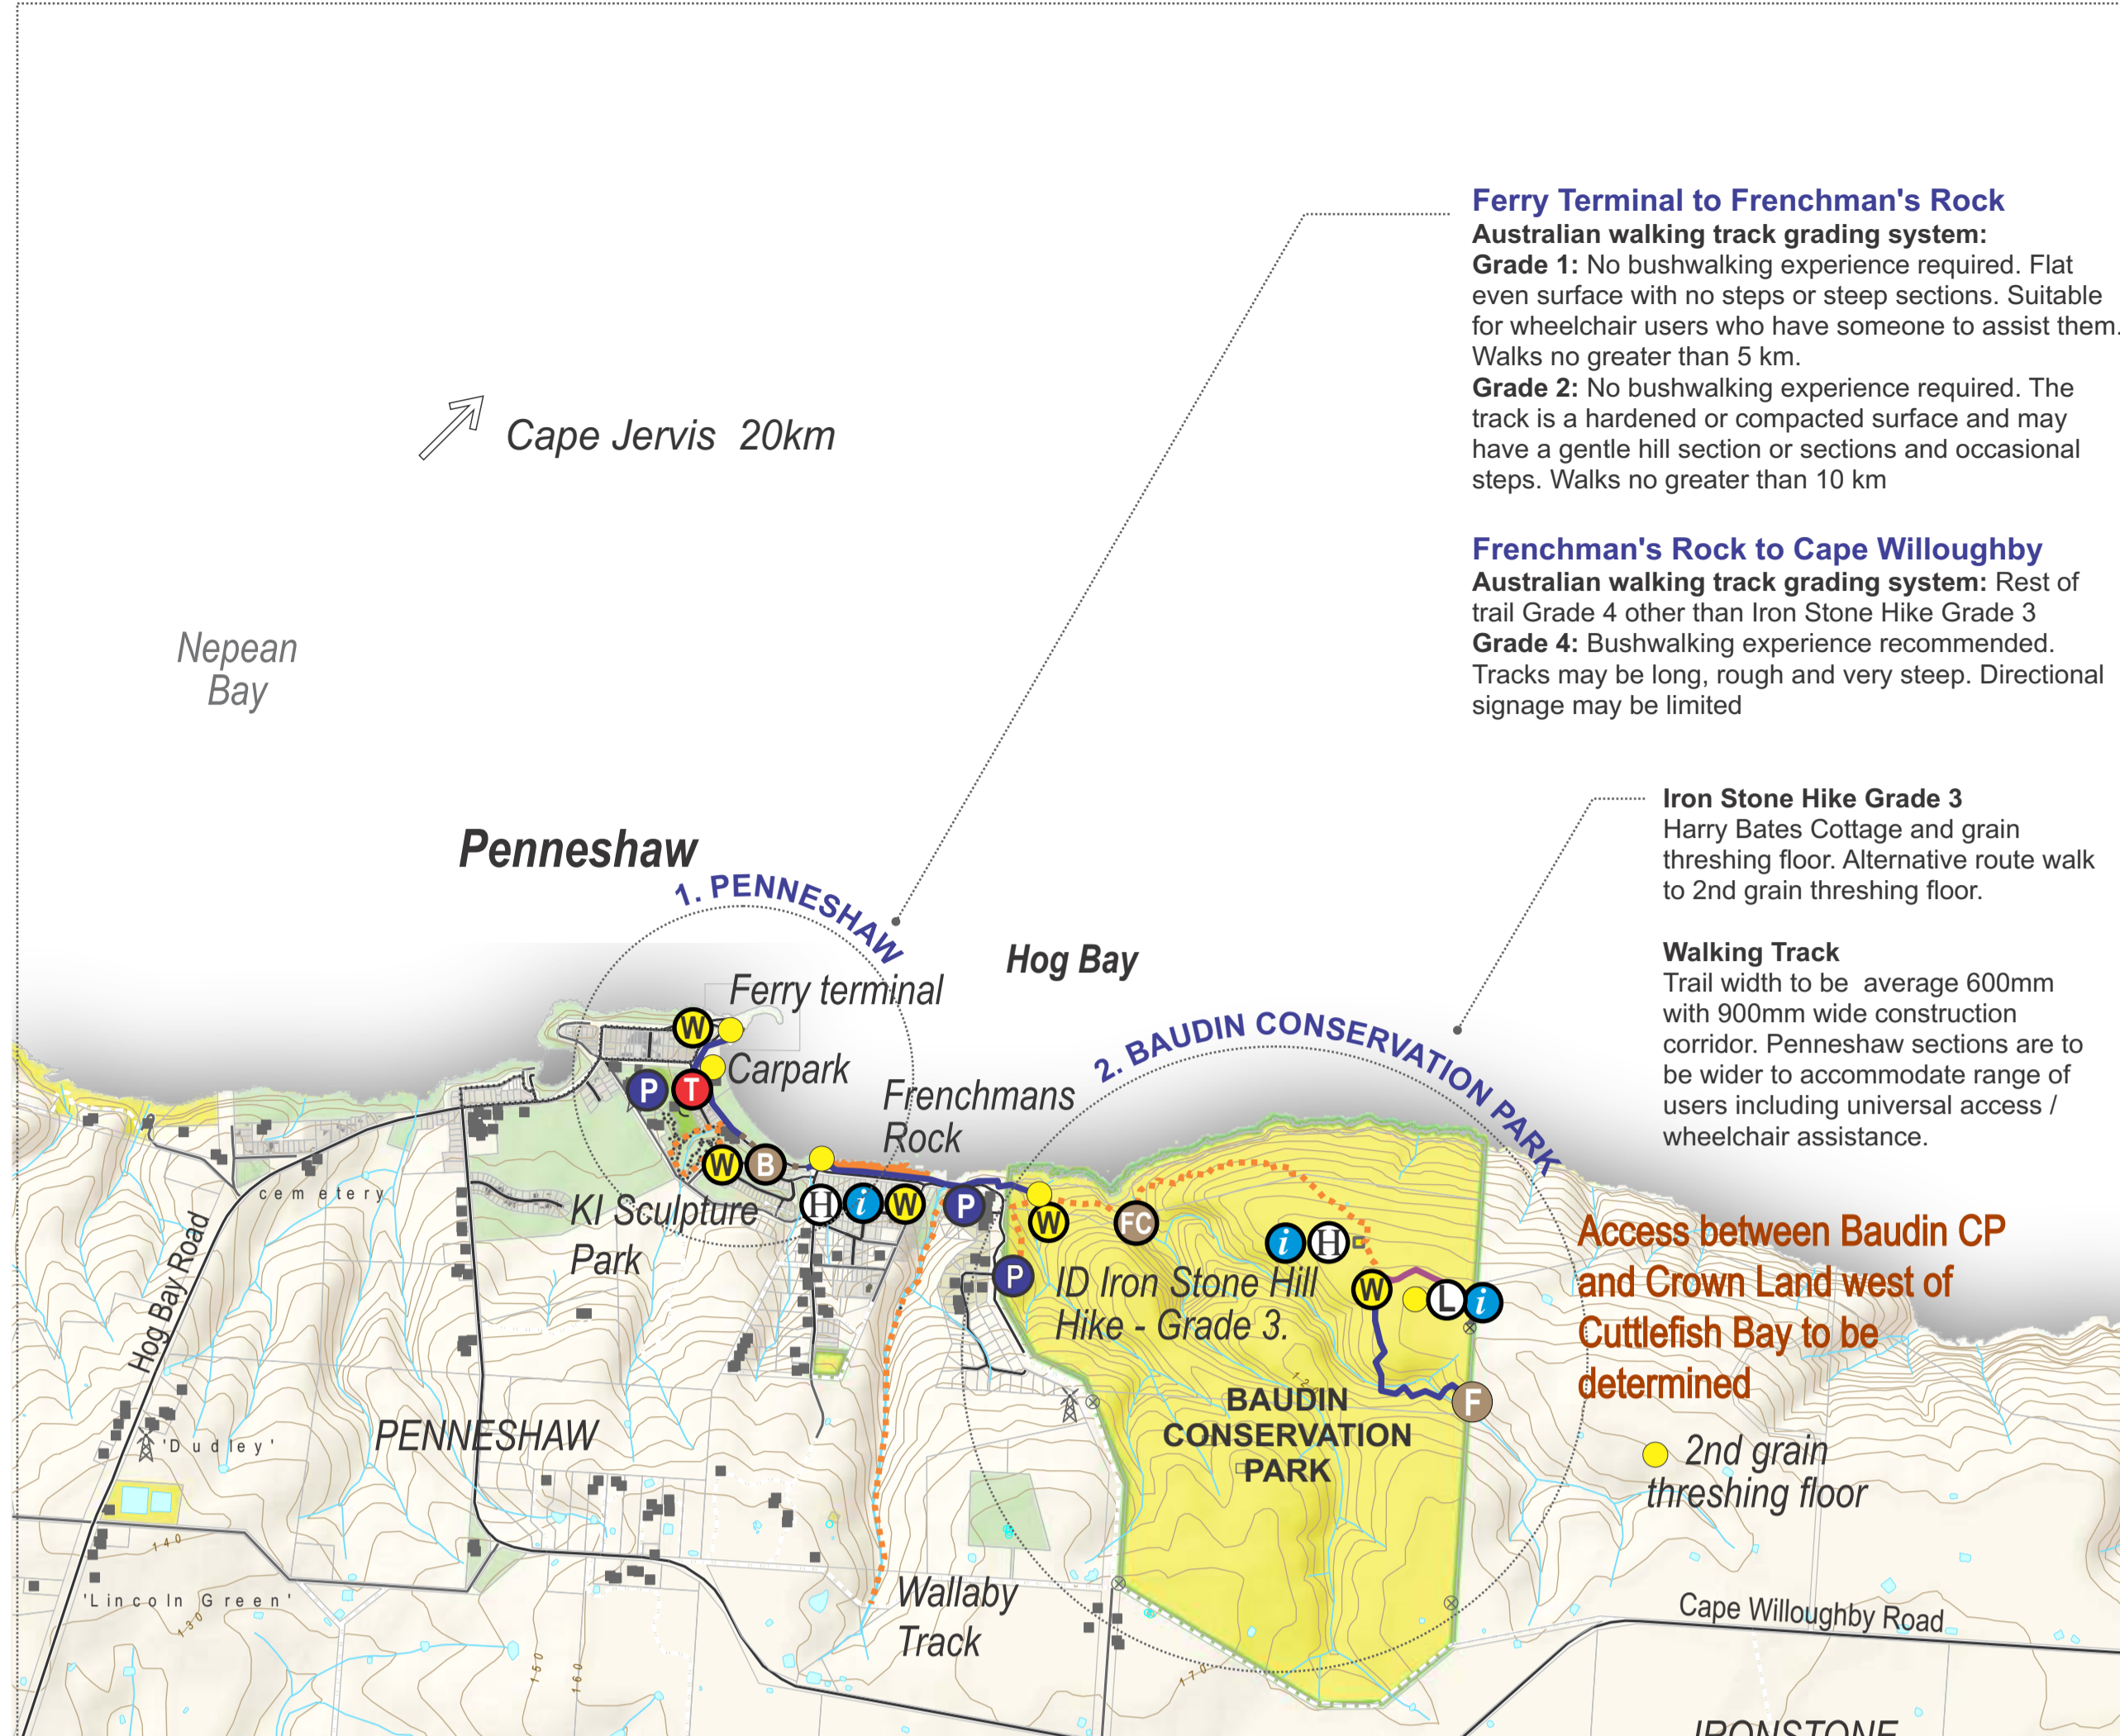 Ferry Terminal to Frenchman's Rock
Australian walking track grading system:
Grade 1: No bushwalking experience required. Flat
even surface with no steps or steep sections. Suitable
for wheelchair users who have someone to assist them.
Walks no greater than 5 km.
Grade 2: No bushwalking experience required. The
track is a hardened or compacted surface and may
have a gentle hill section or sections and occasional
steps. Walks no greater than 10 km
Frenchman's Rock to Cape Willoughby
Australian walking track grading system: Rest of
trail Grade 4 other than Iron Stone Hike Grade 3
Grade 4: Bushwalking experience recommended.
Tracks may be long, rough and very steep. Directional
signage may be limited
Cape Jervis 20km
Nepean
Bay
Iron Stone Hike Grade 3
Harry Bates Cottage and grain
threshing floor. Alternative route walk
to 2nd grain threshing floor.
Walking Track
Trail width to be average 600mm
with 900mm wide construction
corridor. Penneshaw sections are to
be wider to accommodate range of
users including universal access /
wheelchair assistance.
Penneshaw
1. PENNESHAW
Hog Bay
Ferry terminal
W
Carpark
P T
2. BAUDIN CONSERVATION PARK
Frenchmans
Rock
W B
H i W P
KI Sculpture
Park
cemetery
Hog Bay Road
W FC
i H
P
ID Iron Stone Hill
Hike - Grade 3.
W L i
F
Access between Baudin CP
and Crown Land west of
Cuttlefish Bay to be
determined
BAUDIN
CONSERVATION
PARK
2nd grain
threshing floor
PENNESHAW
'Dudley'
140
'Lincoln Green'
130
150
160
170
Wallaby
Track
Cape Willoughby Road
IRONSTONE